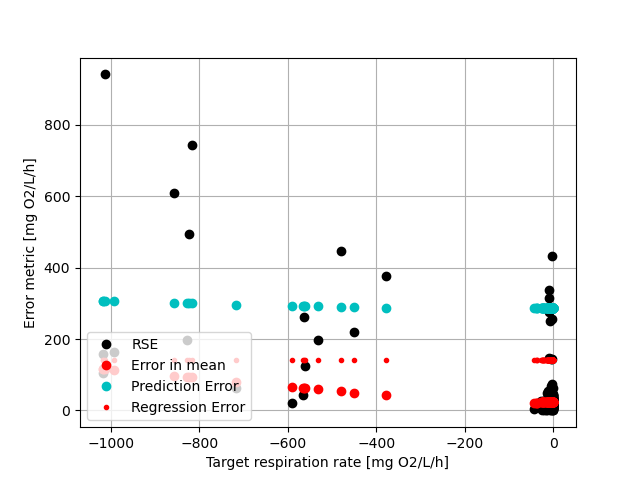 800
600
400
200
0
Error metric [mg O2/L/h]
RSE
Error in mean
Prediction Error
Regression Error
−1000 −800 −600 −400 −200 0
Target respiration rate [mg O2/L/h]